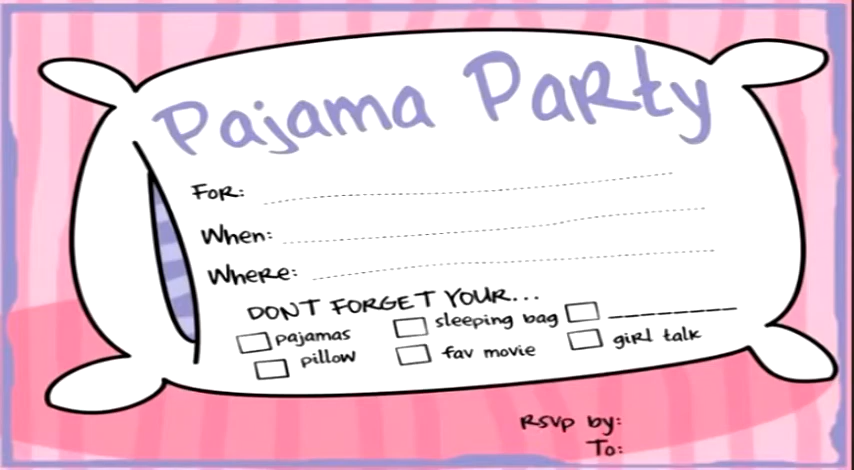 Pajama Party
For:
When:
Where:
DONT FORGET YOUR...
pajamas sleeping bag
pillow fav movie girl talk
RSVP by:
To: